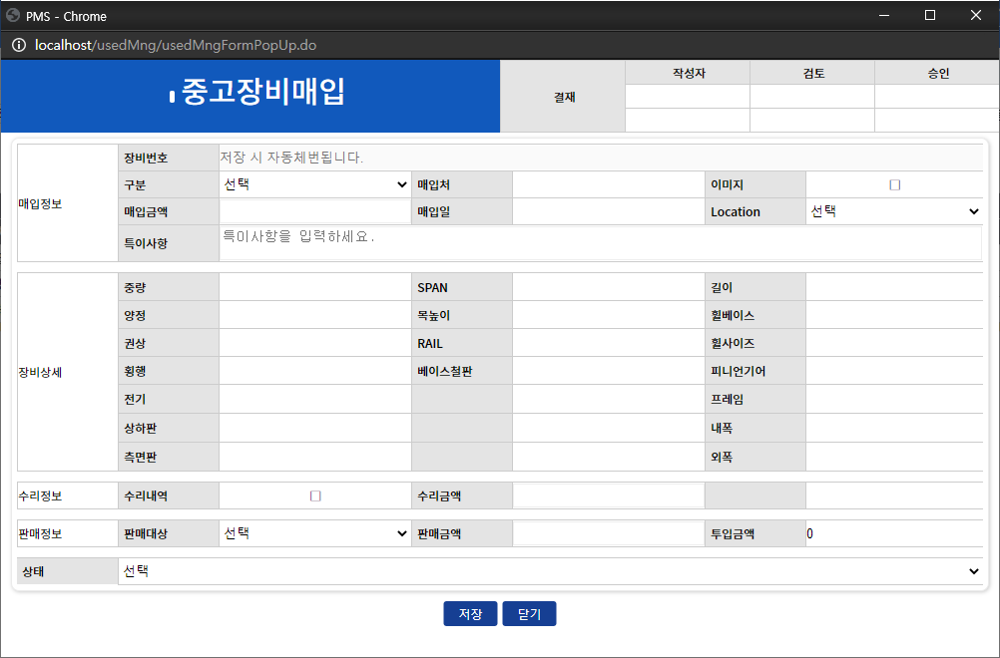 PMS - Chrome
localhost/usedMng/usedMngFormPopUp.do
중고장비매입
결재 작성자 검토 승인
매입정보
장비번호 저장 시 자동체번됩니다.
구분 선택 매입처 이미지
매입금액 매입일 Location 선택
특이사항 특이사항을 입력하세요.
장비상세
중량 SPAN 길이
양정 목높이 휠베이스
권상 RAIL 휠사이즈
횡행 베이스철판 피니언기어
전기 프레임
상하판 내폭
측면판 외폭
수리정보 수리내역 수리금액
판매정보 판매대상 선택 판매금액 투입금액 0
상태 선택
저장 닫기